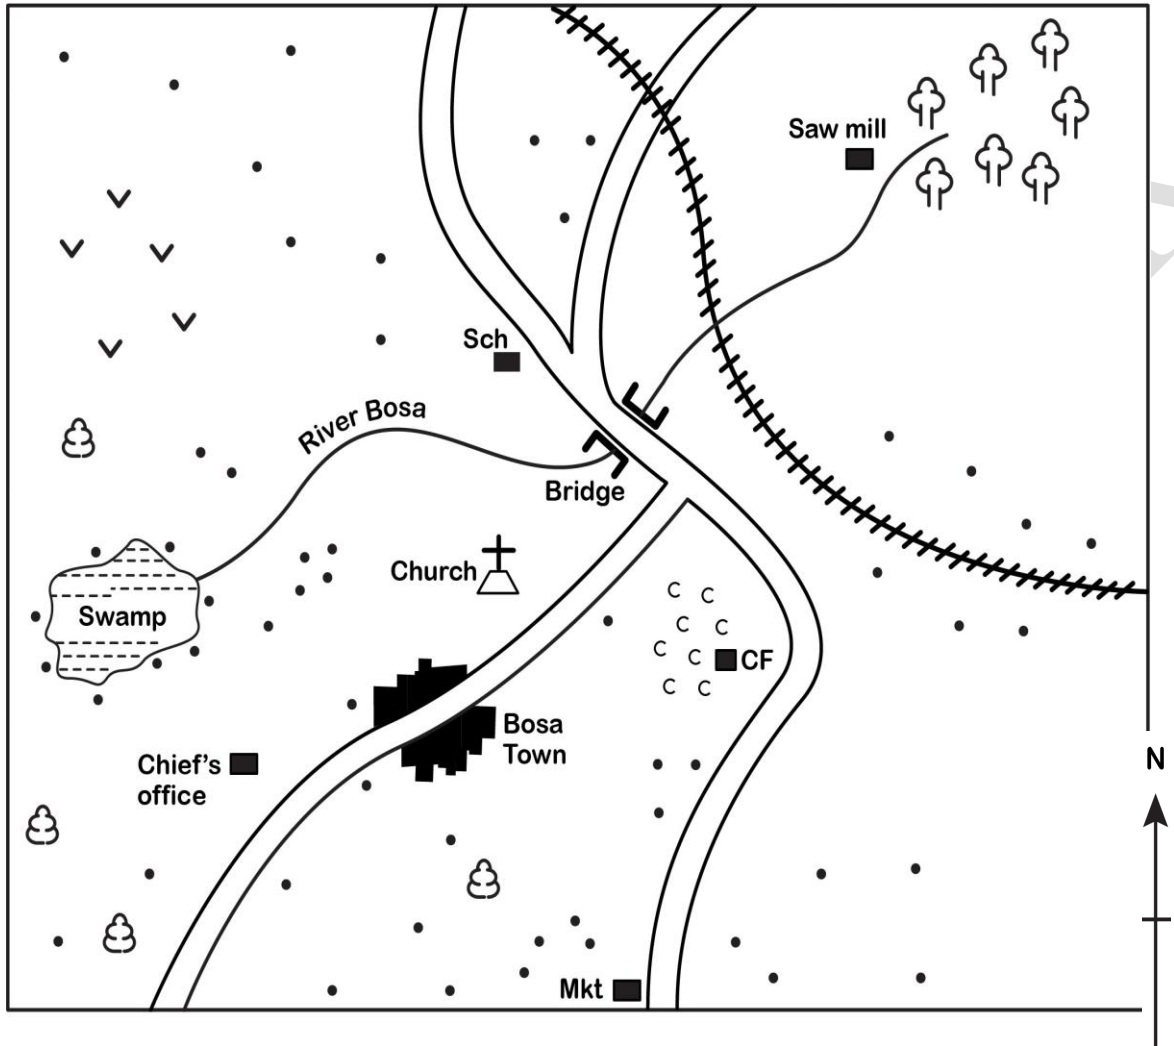 Saw mill
Sch
River Bosa
Bridge
Church
Swamp
C C
C C
C C CF
C C
Bosa
Town
N
Chief's
office
Mkt